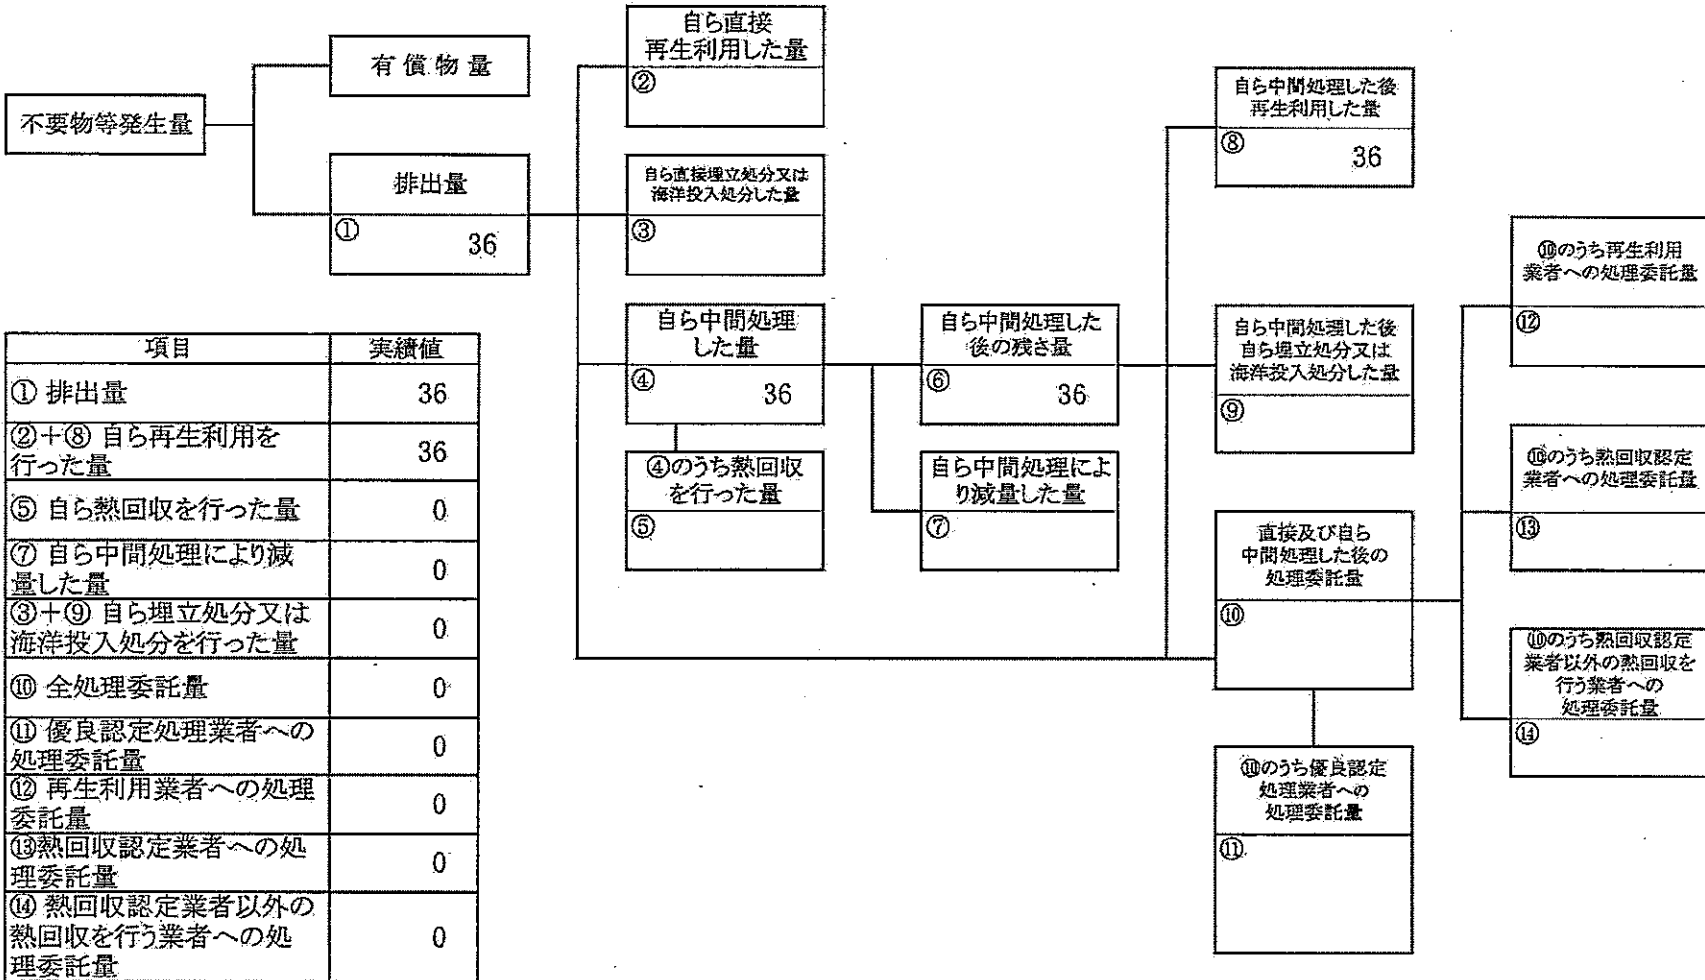 不要物等発生量
有償物量
排出量
①
36
自ら直接
再生利用した量
②
自ら直接埋立処分又は
海洋投入処分した量
③
自ら中間処理
した量
④
36
④のうち熱回収
を行った量
⑤
自ら中間処理した
後の残さ量
⑥
36
自ら中間処理によ
り減量した量
⑦
自ら中間処理した後
再生利用した量
⑧
36
自ら中間処理した後
自ら埋立処分又は
海洋投入処分した量
⑨
直接及び自ら
中間処理した後の
処理委託量
⑩
⑩のうち優良認定
処理業者への
処理委託量
⑪
⑩のうち再生利用
業者への処理委託量
⑫
⑩のうち熱回収認定
業者への処理委託量
⑬
⑩のうち熱回収認定
業者以外の熱回収を
行う業者への
処理委託量
⑭
項目 実績値
① 排出量 36
②+⑧ 自ら再生利用を
行った量 36
⑤ 自ら熱回収を行った量 0
⑦ 自ら中間処理により減
量した量 0
③+⑨ 自ら埋立処分又は
海洋投入処分を行った量 0
⑩ 全処理委託量 0
⑪ 優良認定処理業者への
処理委託量 0
⑫ 再生利用業者への処理
委託量 0
⑬熱回収認定業者への処
理委託量 0
⑭ 熱回収認定業者以外の
熱回収を行う業者への処
理委託量 0